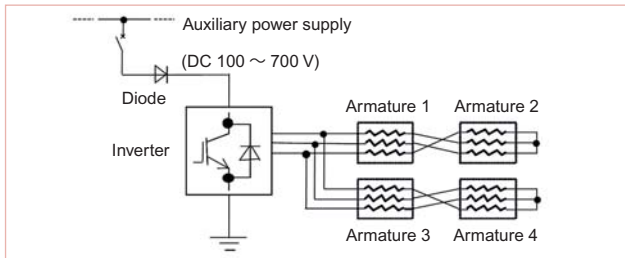 Auxiliary power supply
(DC 100 ～ 700 V)
Diode
Armature 1
Armature 2
Inverter
Armature 3
Armature 4